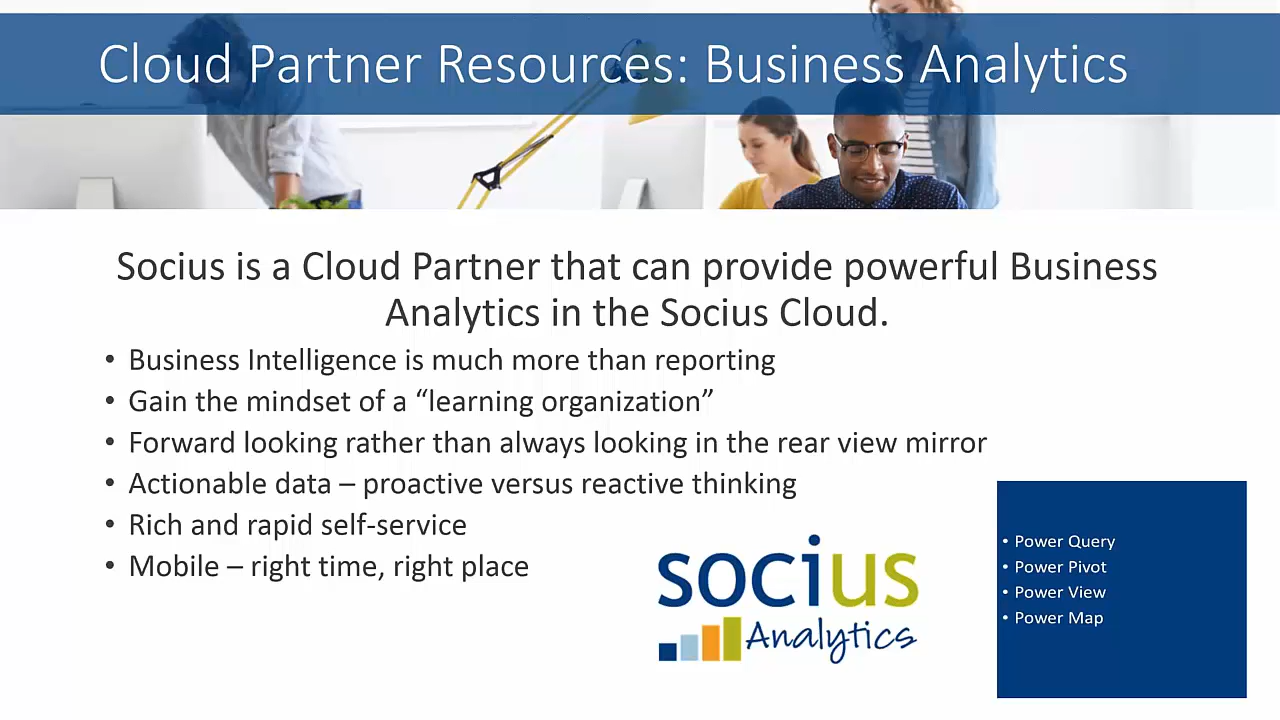 Cloud Partner Resources: Business Analytics
Socius is a Cloud Partner that can provide powerful Business
Analytics in the Socius Cloud.
• Business Intelligence is much more than reporting
• Gain the mindset of a “learning organization”
• Forward looking rather than always looking in the rear view mirror
• Actionable data – proactive versus reactive thinking
• Rich and rapid self-service
• Mobile – right time, right place
socius
Analytics
• Power Query
• Power Pivot
• Power View
• Power Map